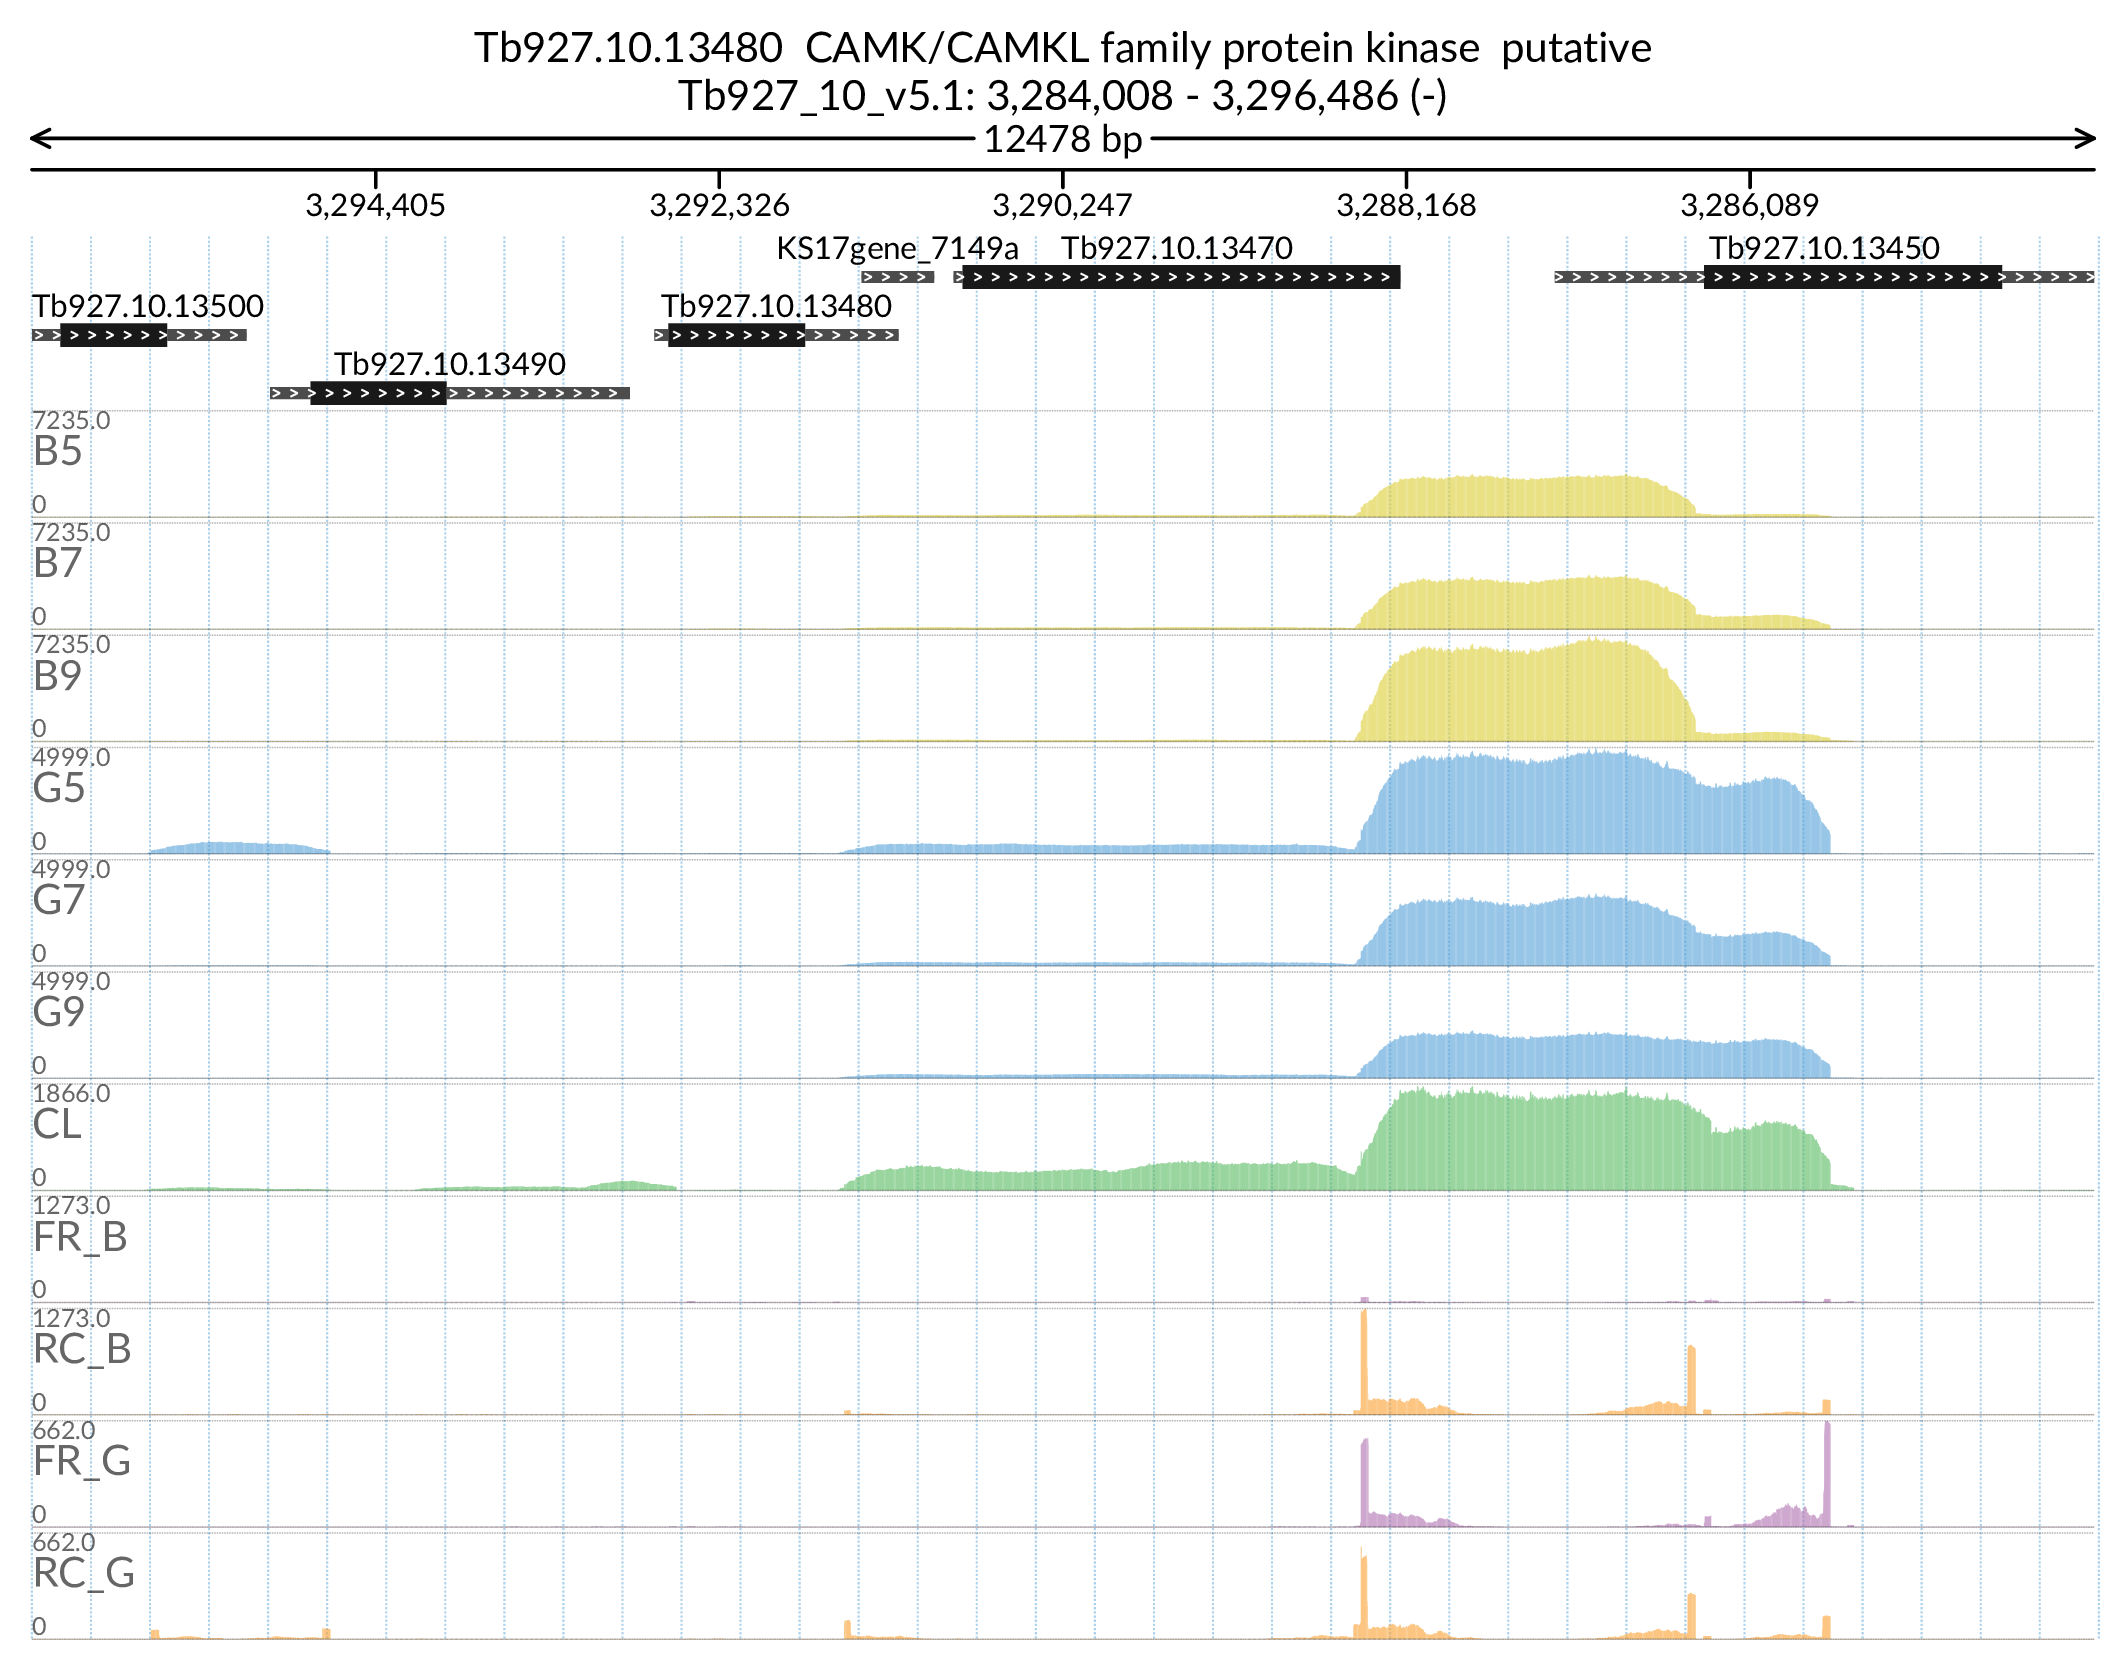 Tb927.10.13480  CAMK/CAMKL family protein kinase  putative
Tb927_10_v5.1: 3,284,008 - 3,296,486 (-)
12478 bp
3,294,405 3,292,326 3,290,247 3,288,168 3,286,089
KS17gene_7149a Tb927.10.13470 Tb927.10.13450
Tb927.10.13500 Tb927.10.13480
Tb927.10.13490
7235.0
B5
0
7235.0
B7
0
7235.0
B9
0
4999.0
G5
0
4999.0
G7
0
4999.0
G9
0
1866.0
CL
0
1273.0
FR_B
0
1273.0
RC_B
0
662.0
FR_G
0
662.0
RC_G
0